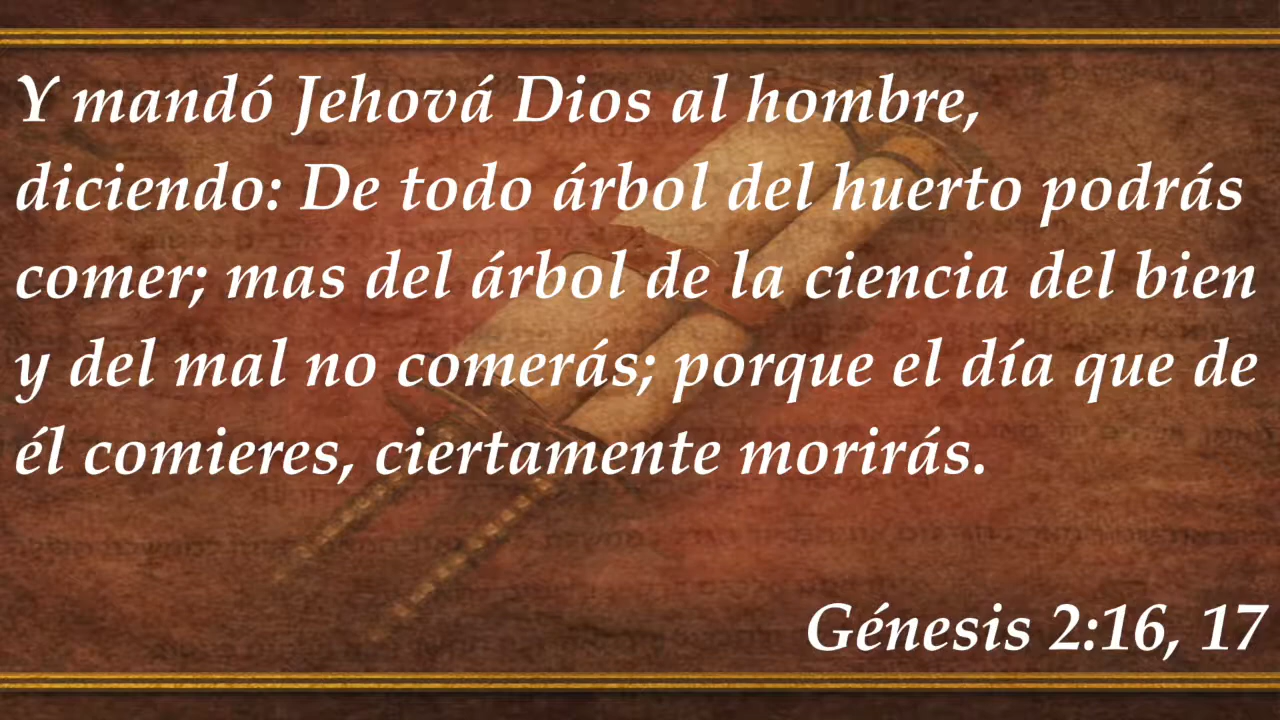 Y mandó Jehová Dios al hombre,
diciendo: De todo árbol del huerto podrás
comer; mas del árbol de la ciencia del bien
y del mal no comerás; porque el día que de
él comieres, ciertamente morirás.
Génesis 2:16, 17